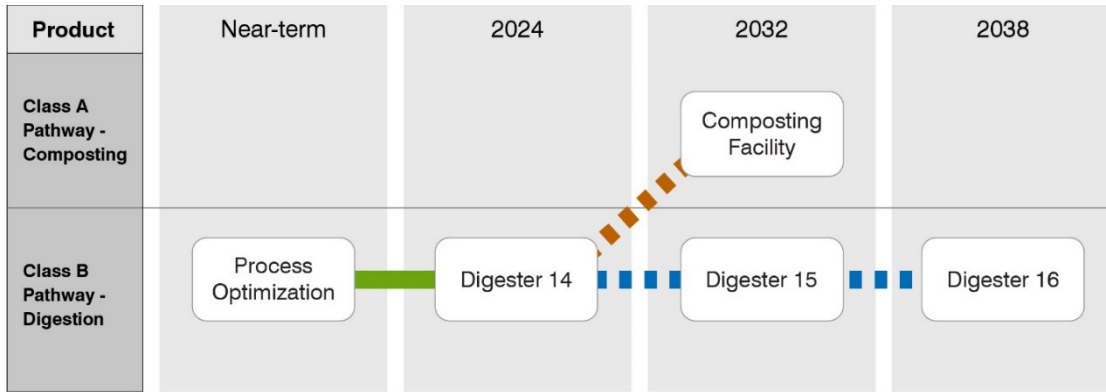 Product
Near-term
2024
2032
2038
Class A
Pathway -
Composting
Composting
Facility
Class B
Pathway -
Digestion
Process
Optimization
Digester 14
Digester 15
Digester 16